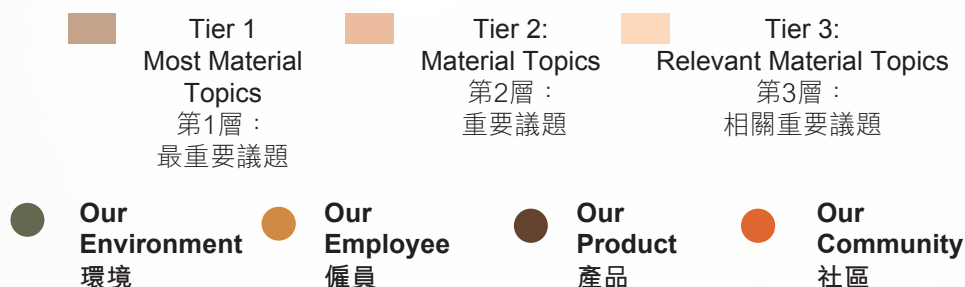 Tier 1
Most Material
Topics
第1層：
最重要議題
Tier 2:
Material Topics
第2層：
重要議題
Tier 3:
Relevant Material Topics
第3層：
相關重要議題
Our
Environment
環境
Our
Employee
僱員
Our
Product
產品
Our
Community
社區